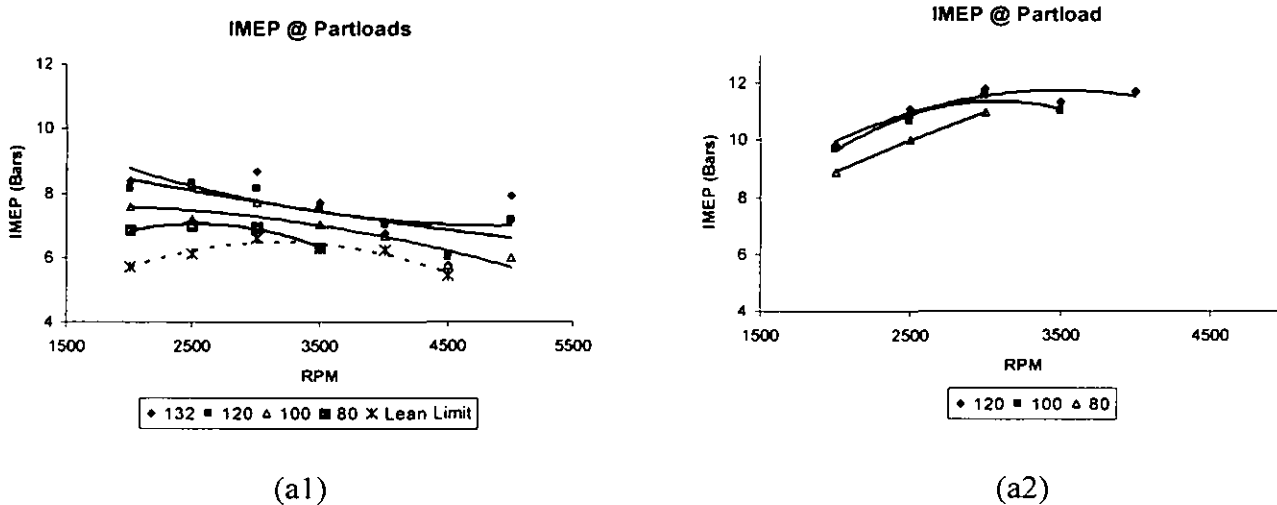 IMEP @ Partloads
12
10
8
6
4
IMEP (Bars)
1500 2500 3500 4500 5500
RPM
132 120 100 80 Lean Limit
(a1)
IMEP @ Partload
12
10
8
6
4
IMEP (Bars)
1500 2500 3500 4500
RPM
120 100 80
(a2)